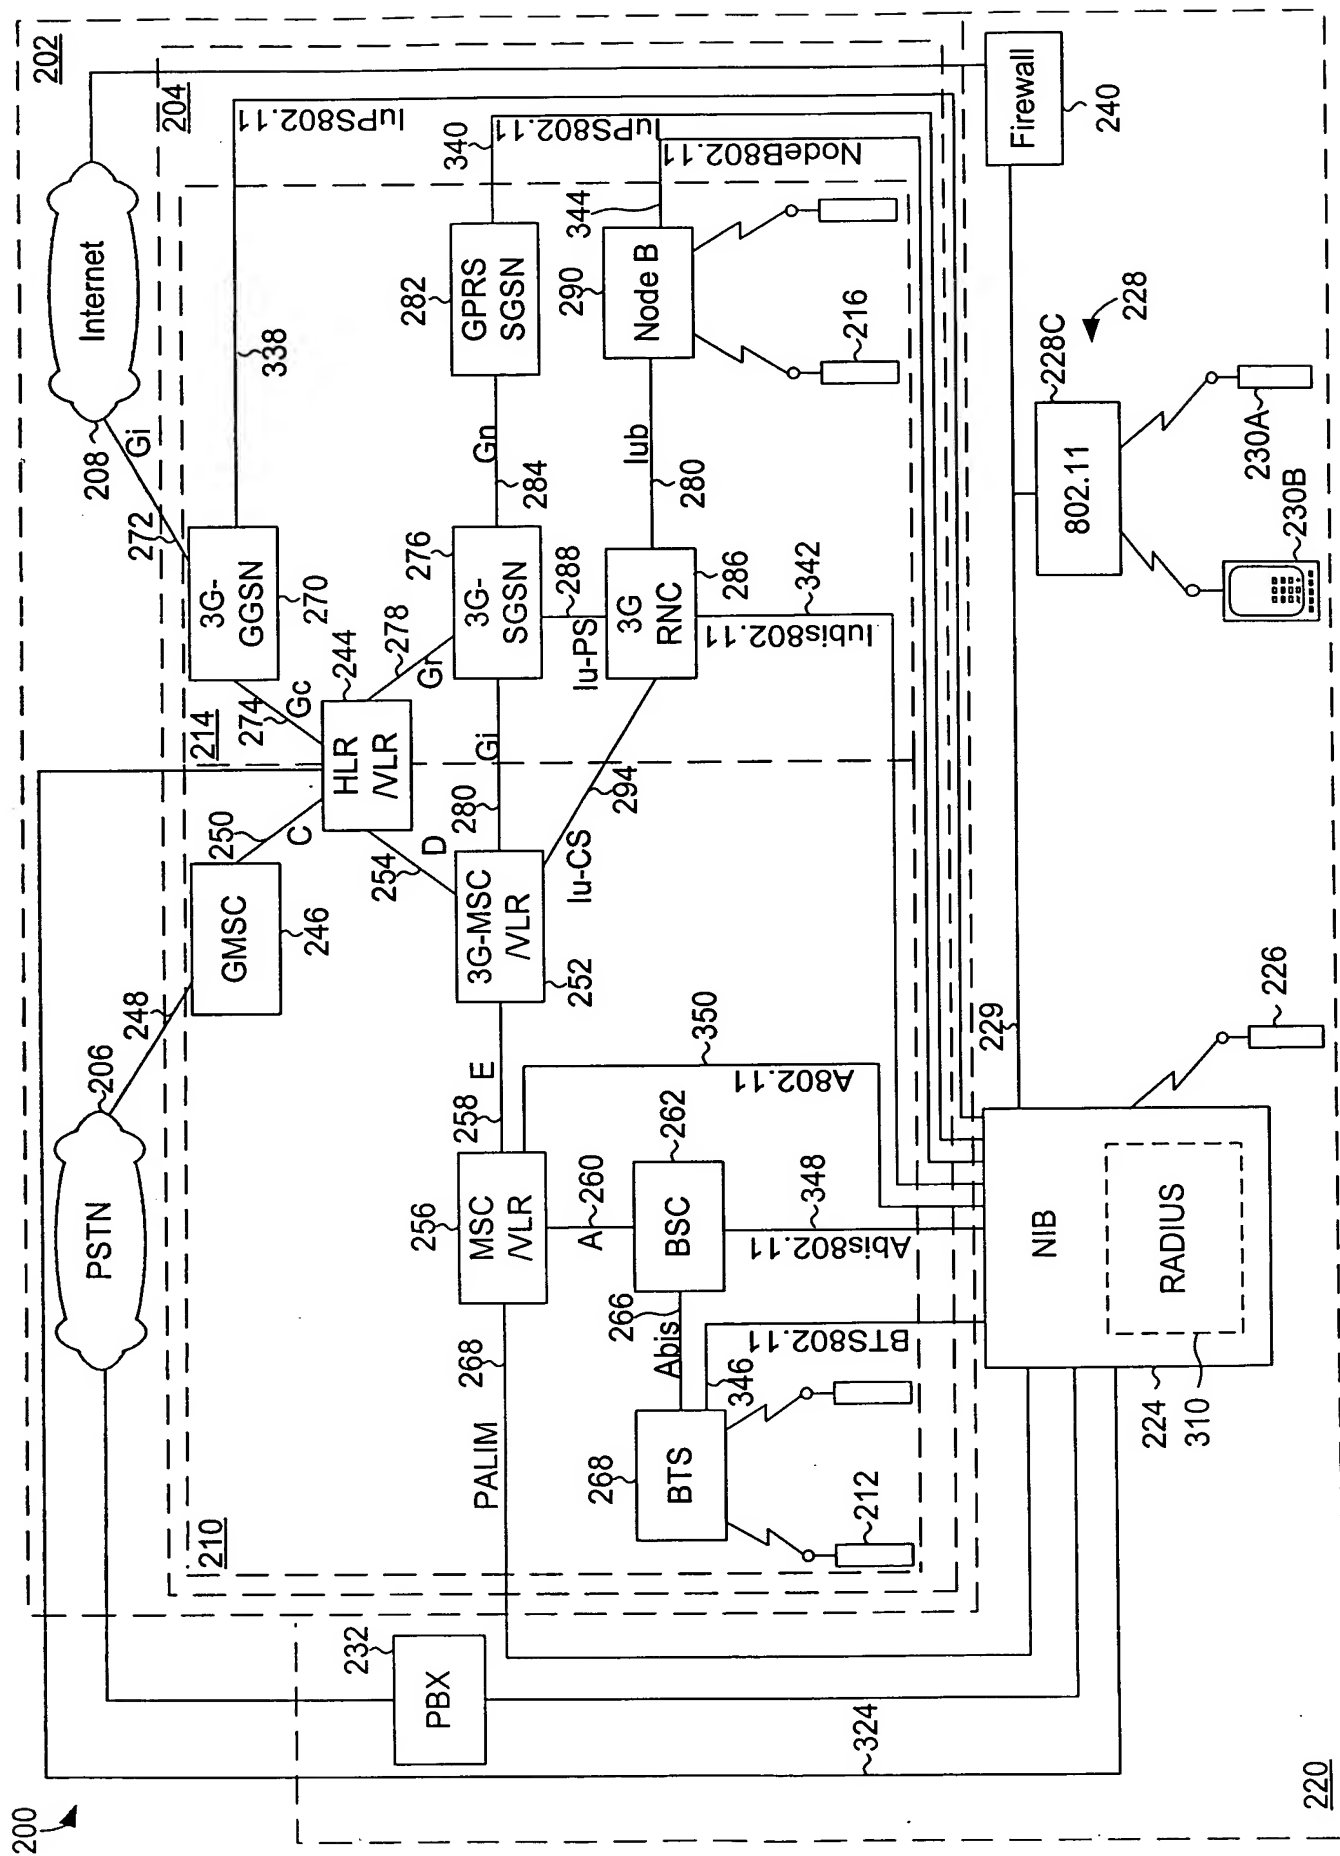 200
202
204
PSTN
206
Internet
208
Gi
272
248
PBX
232
210
214
GMSC
246
250
C
HLR
/VLR
244
274
Gc
3G-
GGSN
270
338
IuPS802.11
254
D
278
Gr
PALIM
268
MSC
/VLR
256
258
E
3G-MSC
/VLR
252
280
Gi
3G-
SGSN
276
284
Gn
GPRS
SGSN
282
340
IuPS802.11
A
260
Iu-CS
294
Iu-PS
288
BTS
268
Abis
266
BSC
262
350
A802.11
3G
RNC
286
Iub
280
Node B
290
344
NodeB802.11
346
BTS802.11
348
Abis802.11
342
Iubis802.11
212
216
324
NIB
RADIUS
224
310
226
229
802.11
228C
228
230B
230A
Firewall
240
220